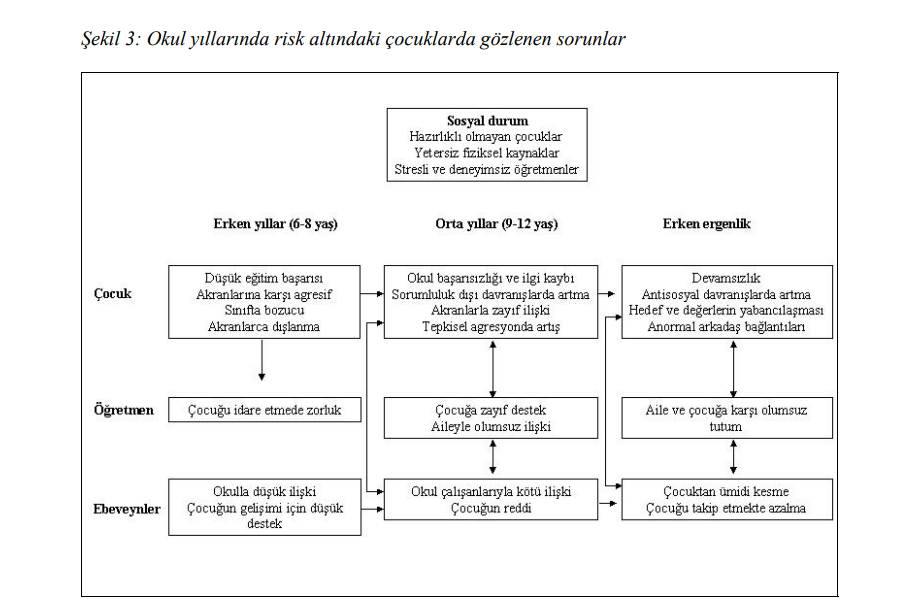 Şekil 3: Okul yıllarında risk altındaki çocuklarda gözlenen sorunlar
Sosyal durum
Hazırlıklı olmayan çocuklar
Yetersiz fiziksel kaynaklar
Stresli ve deneyimsiz öğretmenler
Erken yıllar (6-8 yaş)
Orta yıllar (9-12 yaş)
Erken ergenlik
Çocuk
Düşük eğitim başarısı
Akranlarına karşı agresif
Sınıfta bozucu
Akranlarca dışlanma
Okul başarısızlığı ve ilgi kaybı
Sorumluluk dışı davranışlarda artma
Akranlarla zayıf ilişki
Tepkisel agresyonda artış
Devamsızlık
Antisosyal davranışlarda artma
Hedef ve değerlerin yabancılaşması
Anormal arkadaş bağlantıları
Öğretmen
Çocuğu idare etmede zorluk
Çocuğa zayıf destek
Aileyle olumsuz ilişki
Aile ve çocuğa karşı olumsuz
tutum
Ebeveynler
Okulla düşük ilişki
Çocuğun gelişimi için düşük
destek
Okul çalışanlarıyla kötü ilişki
Çocuğun reddi
Çocuktan ümidi kesme
Çocuğu takip etmekte azalma